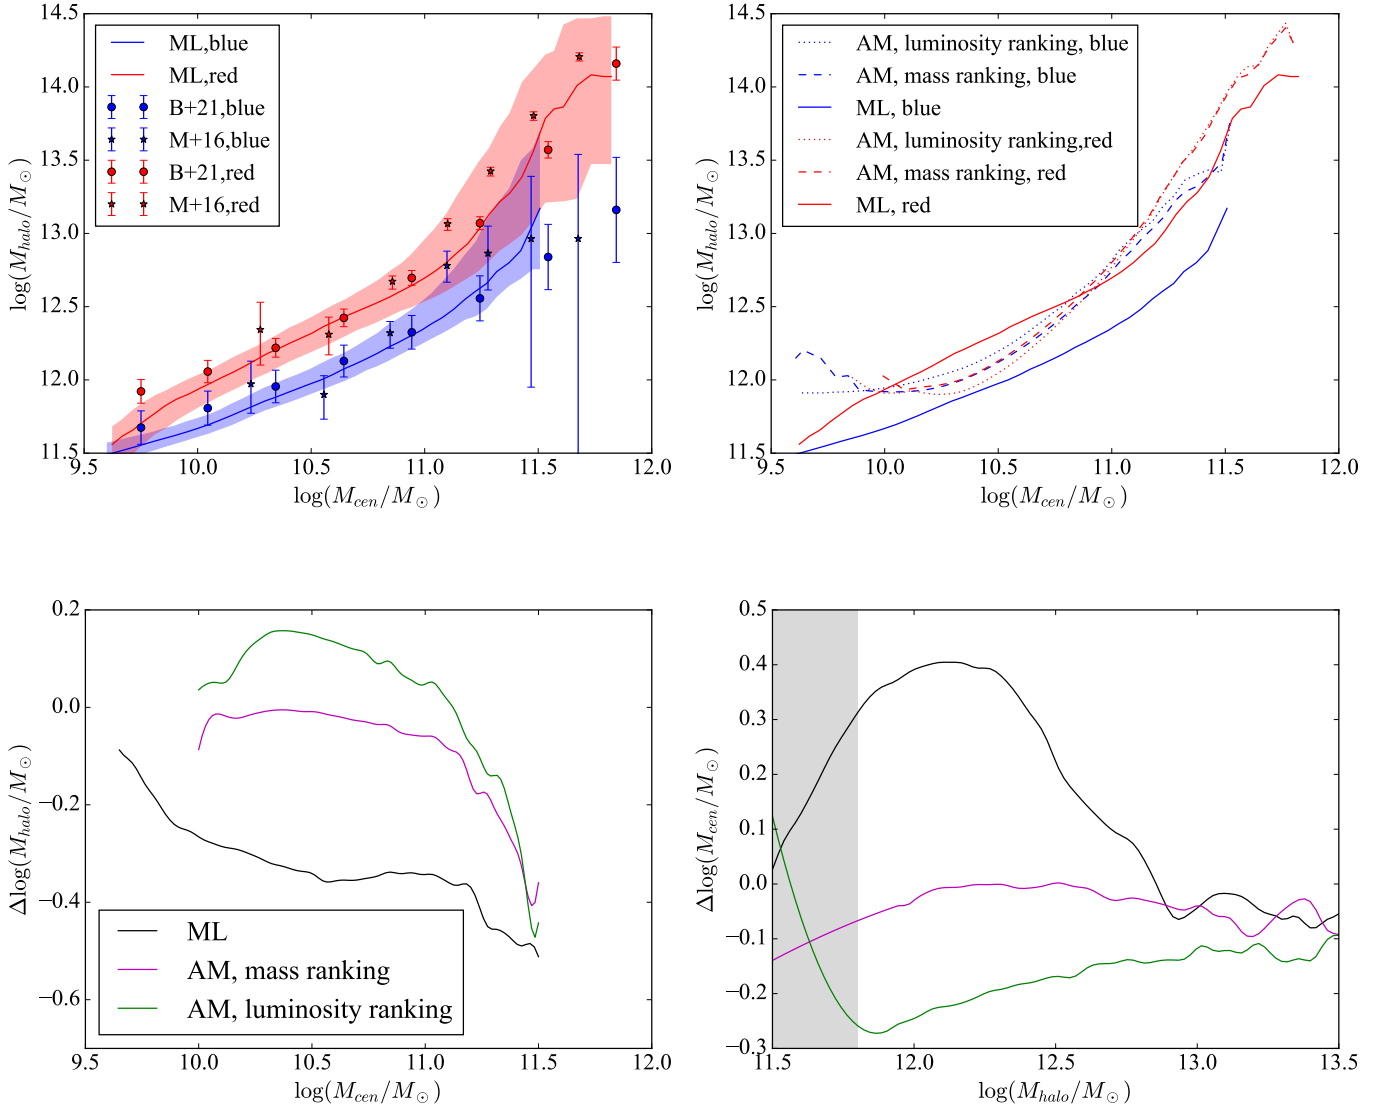 14.5
14.0
13.5
13.0
12.5
12.0
11.5
log(M_halo/M_⊙)
ML,blue
ML,red
B+21,blue
M+16,blue
B+21,red
M+16,red
9.5 10.0 10.5 11.0 11.5 12.0
log(M_cen/M_⊙)
14.5
14.0
13.5
13.0
12.5
12.0
11.5
log(M_halo/M_⊙)
AM, luminosity ranking, blue
AM, mass ranking, blue
ML, blue
AM, luminosity ranking,red
AM, mass ranking, red
ML, red
9.5 10.0 10.5 11.0 11.5 12.0
log(M_cen/M_⊙)
0.2
0.0
−0.2
−0.4
−0.6
Δlog(M_halo/M_⊙)
ML
AM, mass ranking
AM, luminosity ranking
9.5 10.0 10.5 11.0 11.5 12.0
log(M_cen/M_⊙)
0.5
0.4
0.3
0.2
0.1
0.0
−0.1
−0.2
−0.3
Δlog(M_cen/M_⊙)
11.5 12.0 12.5 13.0 13.5
log(M_halo/M_⊙)